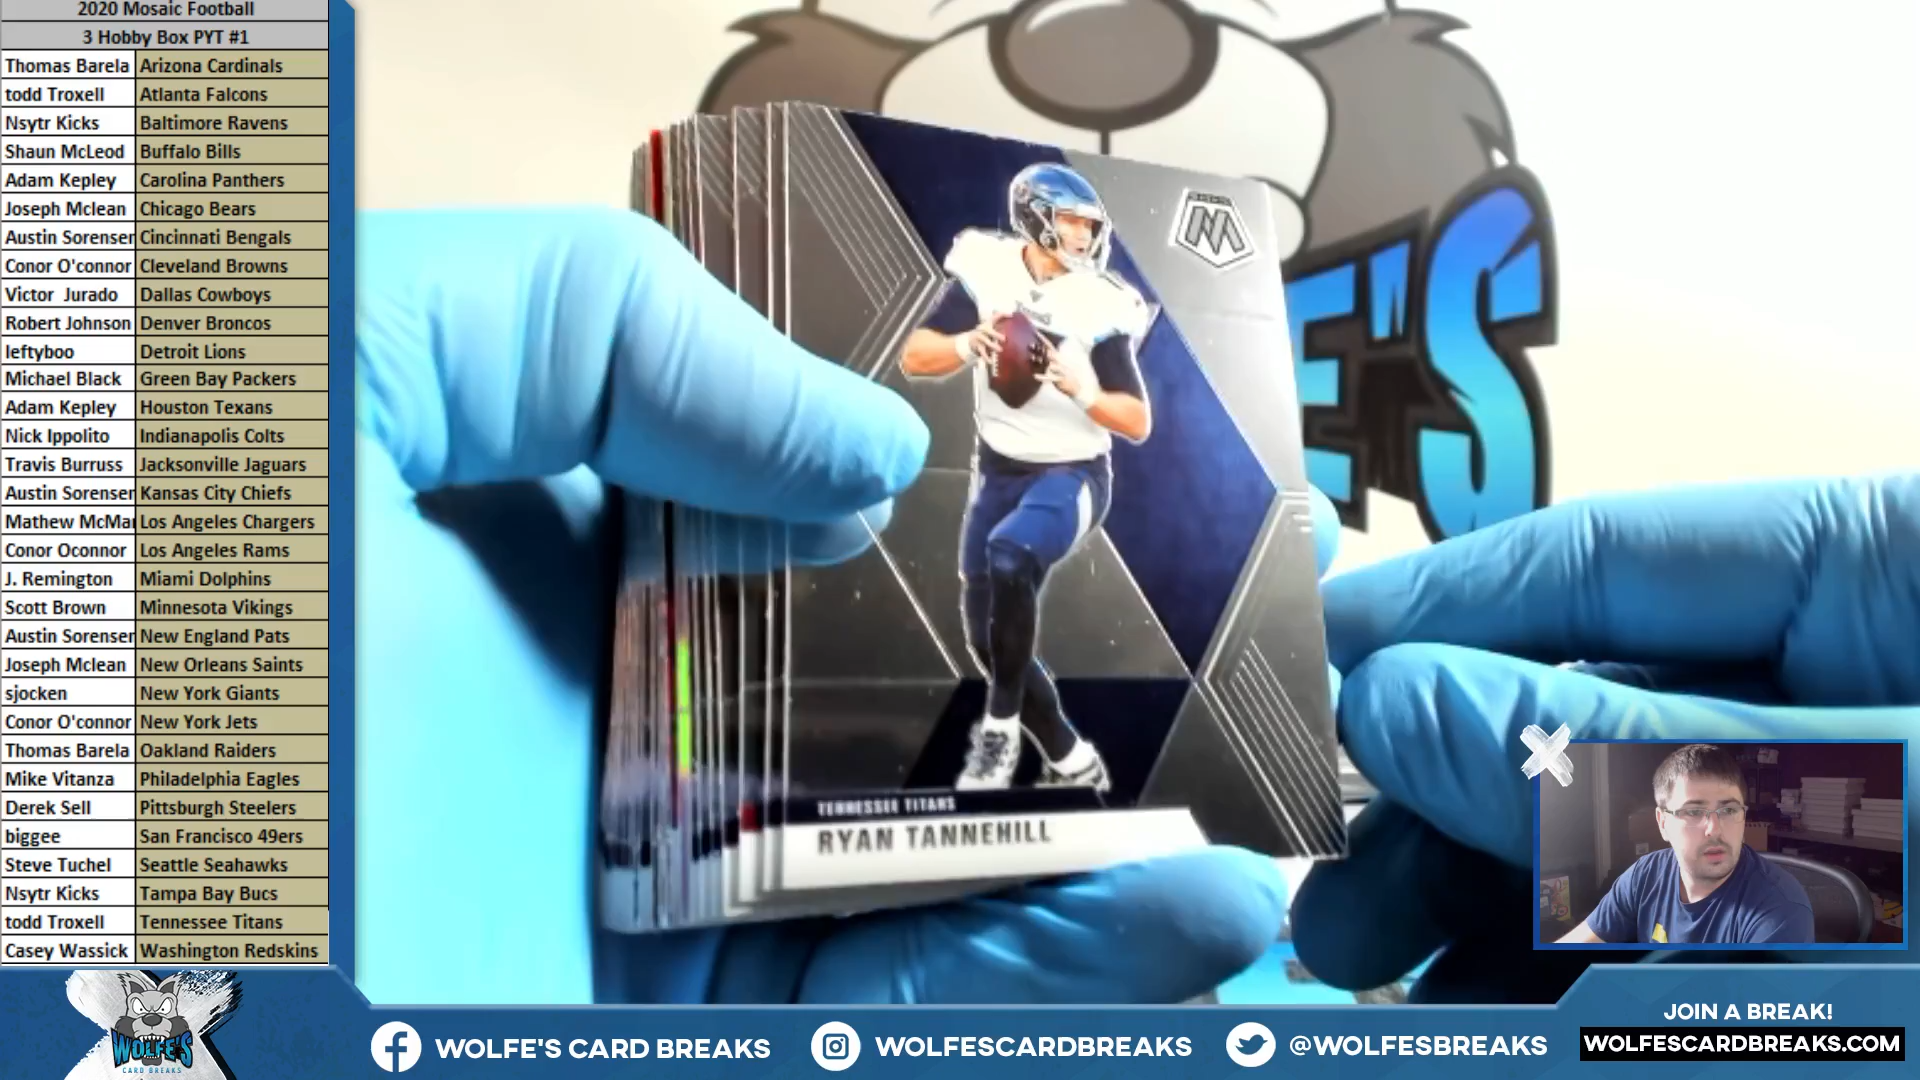 2020 Mosaic Football
3 Hobby Box PYT #1
Thomas Barela Arizona Cardinals
todd Troxell Atlanta Falcons
Nsytr Kicks Baltimore Ravens
Shaun McLeod Buffalo Bills
Adam Kepley Carolina Panthers
Joseph Mclean Chicago Bears
Austin Sorenser Cincinnati Bengals
Conor O'connor Cleveland Browns
Victor Jurado Dallas Cowboys
Robert Johnson Denver Broncos
leftyboo Detroit Lions
Michael Black Green Bay Packers
Adam Kepley Houston Texans
Nick Ippolito Indianapolis Colts
Travis Burruss Jacksonville Jaguars
Austin Sorenser Kansas City Chiefs
Mathew McMar Los Angeles Chargers
Conor Oconnor Los Angeles Rams
J. Remington Miami Dolphins
Scott Brown Minnesota Vikings
Austin Sorenser New England Pats
Joseph Mclean New Orleans Saints
sjocken New York Giants
Conor O'connor New York Jets
Thomas Barela Oakland Raiders
Mike Vitanza Philadelphia Eagles
Derek Sell Pittsburgh Steelers
biggee San Francisco 49ers
Steve Tuchel Seattle Seahawks
Nsytr Kicks Tampa Bay Bucs
todd Troxell Tennessee Titans
Casey Wassick Washington Redskins
M
E'S
TENNESSEE TITANS
RYAN TANNEHILL
WOLFE'S
CARD BREAKS
WOLFE'S CARD BREAKS
WOLFESCARDBREAKS
@WOLFESBREAKS
JOIN A BREAK!
WOLFESCARDBREAKS.COM